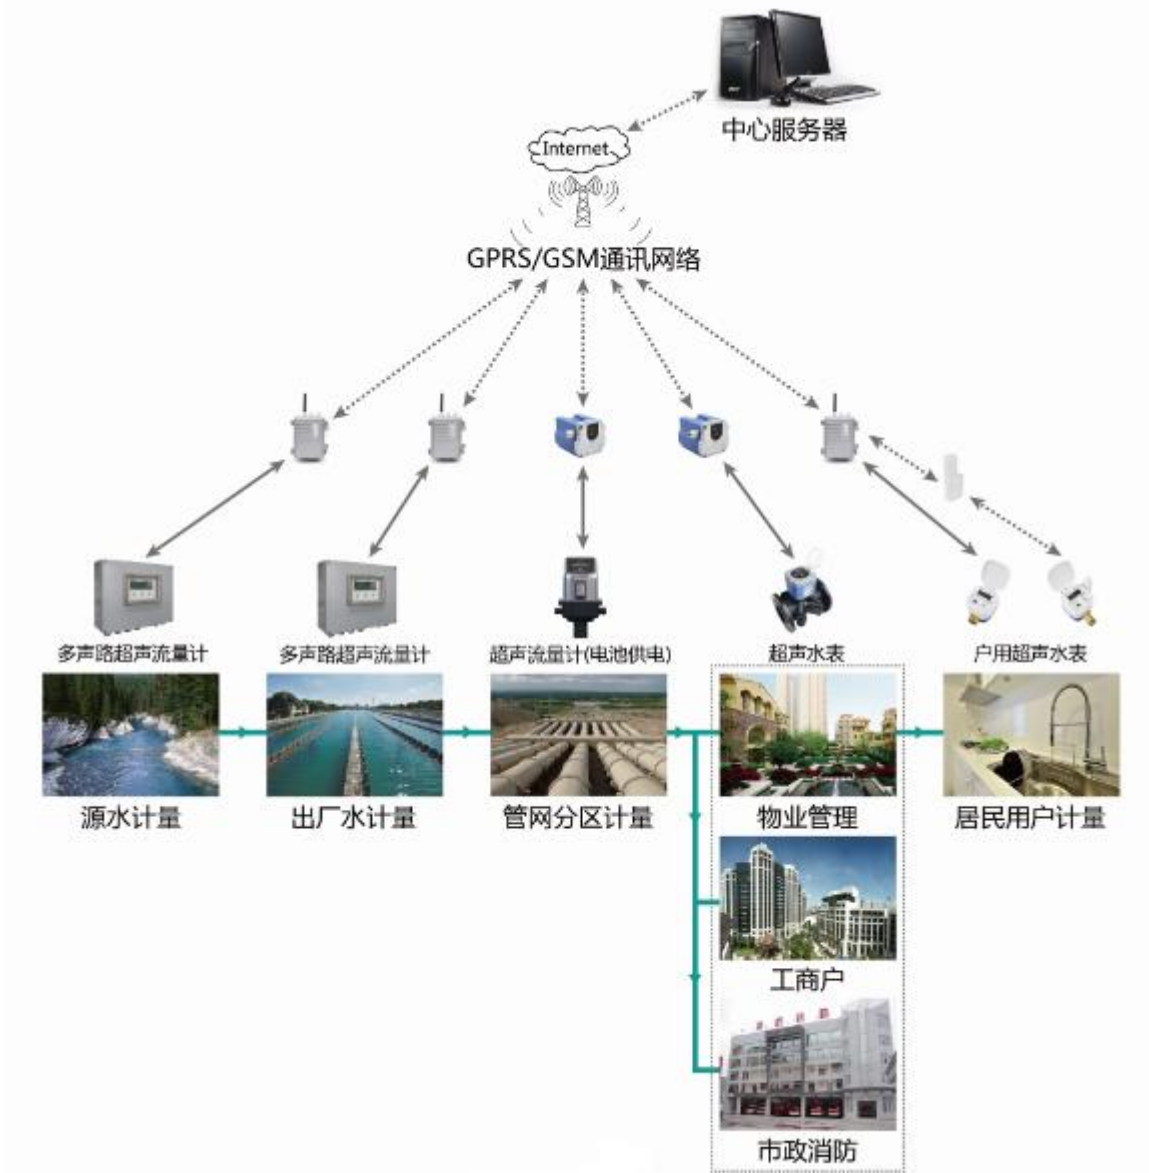 中心服务器
Internet
GPRS/GSM通讯网络
多声路超声流量计
多声路超声流量计
超声流量计(电池供电)
超声水表
户用超声水表
源水计量
出厂水计量
管网分区计量
物业管理
居民用户计量
工商户
市政消防